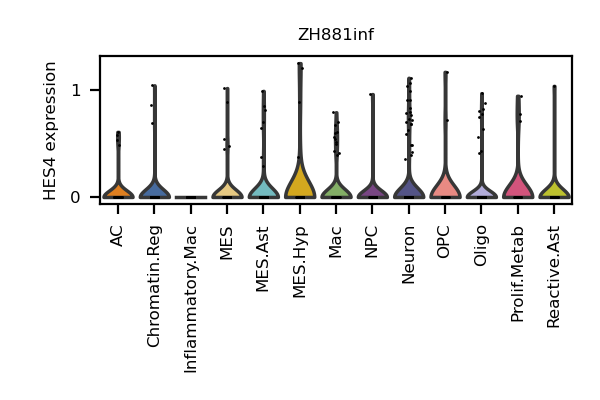 ZH881inf
HES4 expression
1
0
AC
Chromatin.Reg
Inflammatory.Mac
MES
MES.Ast
MES.Hyp
Mac
NPC
Neuron
OPC
Oligo
Prolif.Metab
Reactive.Ast